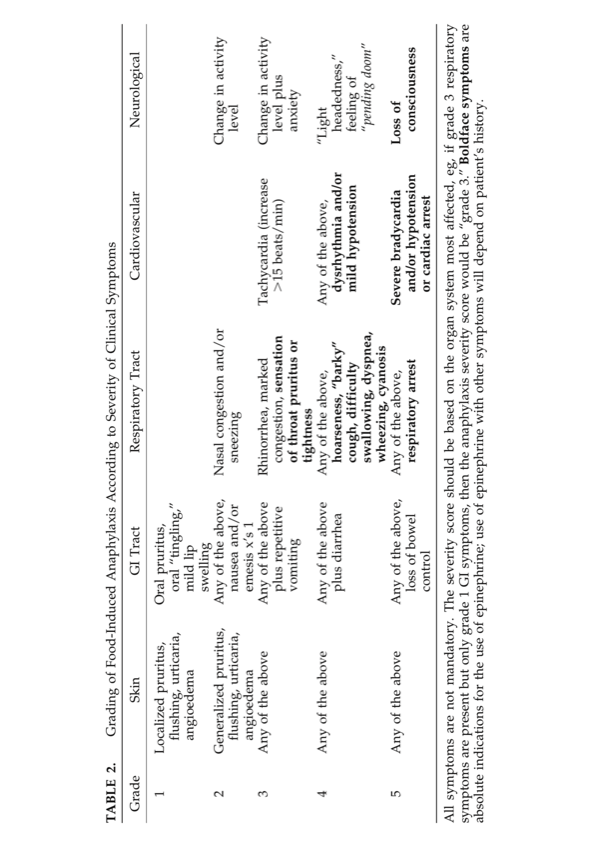 TABLE 2. Grading of Food-Induced Anaphylaxis According to Severity of Clinical Symptoms
Grade Skin GI Tract Respiratory Tract Cardiovascular Neurological
1 Localized pruritus, flushing, urticaria, angioedema Oral pruritus, oral "tingling," mild lip swelling
2 Generalized pruritus, flushing, urticaria, angioedema Any of the above, nausea and/or emesis x's 1 Nasal congestion and/or sneezing Change in activity level
3 Any of the above Any of the above plus repetitive vomiting Rhinorrhea, marked congestion, sensation of throat pruritus or tightness Tachycardia (increase >15 beats/min) Change in activity level plus anxiety
4 Any of the above Any of the above plus diarrhea Any of the above, hoarseness, "barky" cough, difficulty swallowing, dyspnea, wheezing, cyanosis Any of the above, dysrhythmia and/or mild hypotension "Light headedness," feeling of "pending doom"
5 Any of the above Any of the above, loss of bowel control Any of the above, respiratory arrest Severe bradycardia and/or hypotension or cardiac arrest Loss of consciousness
All symptoms are not mandatory. The severity score should be based on the organ system most affected, eg, if grade 3 respiratory
symptoms are present but only grade 1 GI symptoms, then the anaphylaxis severity score would be "grade 3." Boldface symptoms are
absolute indications for the use of epinephrine; use of epinephrine with other symptoms will depend on patient's history.